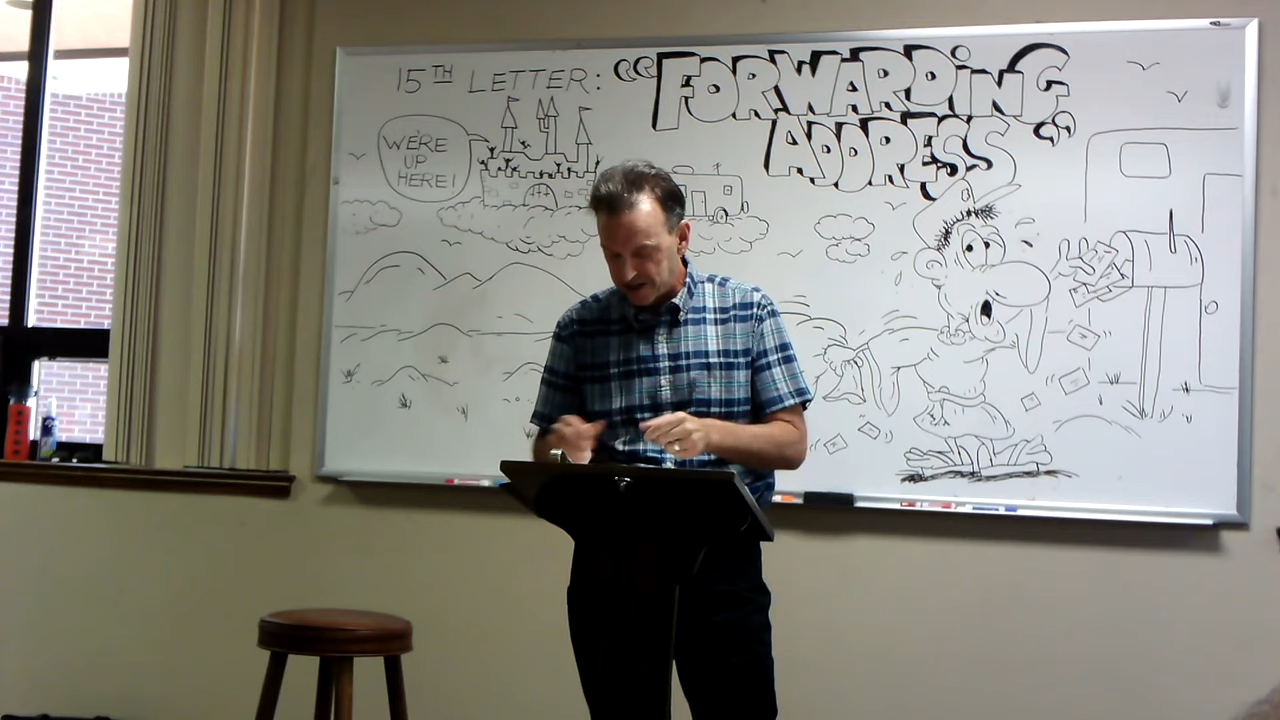 15TH LETTER: "FORWARDING
ADDRESS"
WE'RE
UP
HERE!